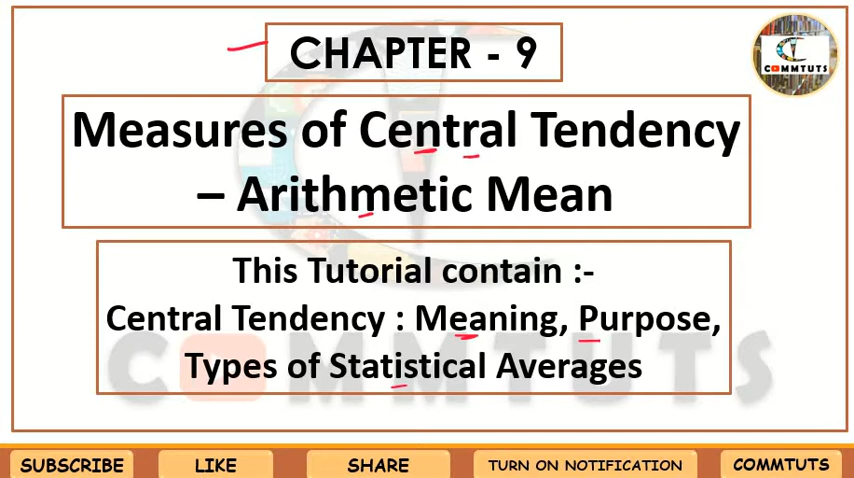 CHAPTER - 9
COMMTUTS
Measures of Central Tendency
– Arithmetic Mean
This Tutorial contain :-
Central Tendency : Meaning, Purpose,
Types of Statistical Averages
COMMTUTS
SUBSCRIBE
LIKE
SHARE
TURN ON NOTIFICATION
COMMTUTS